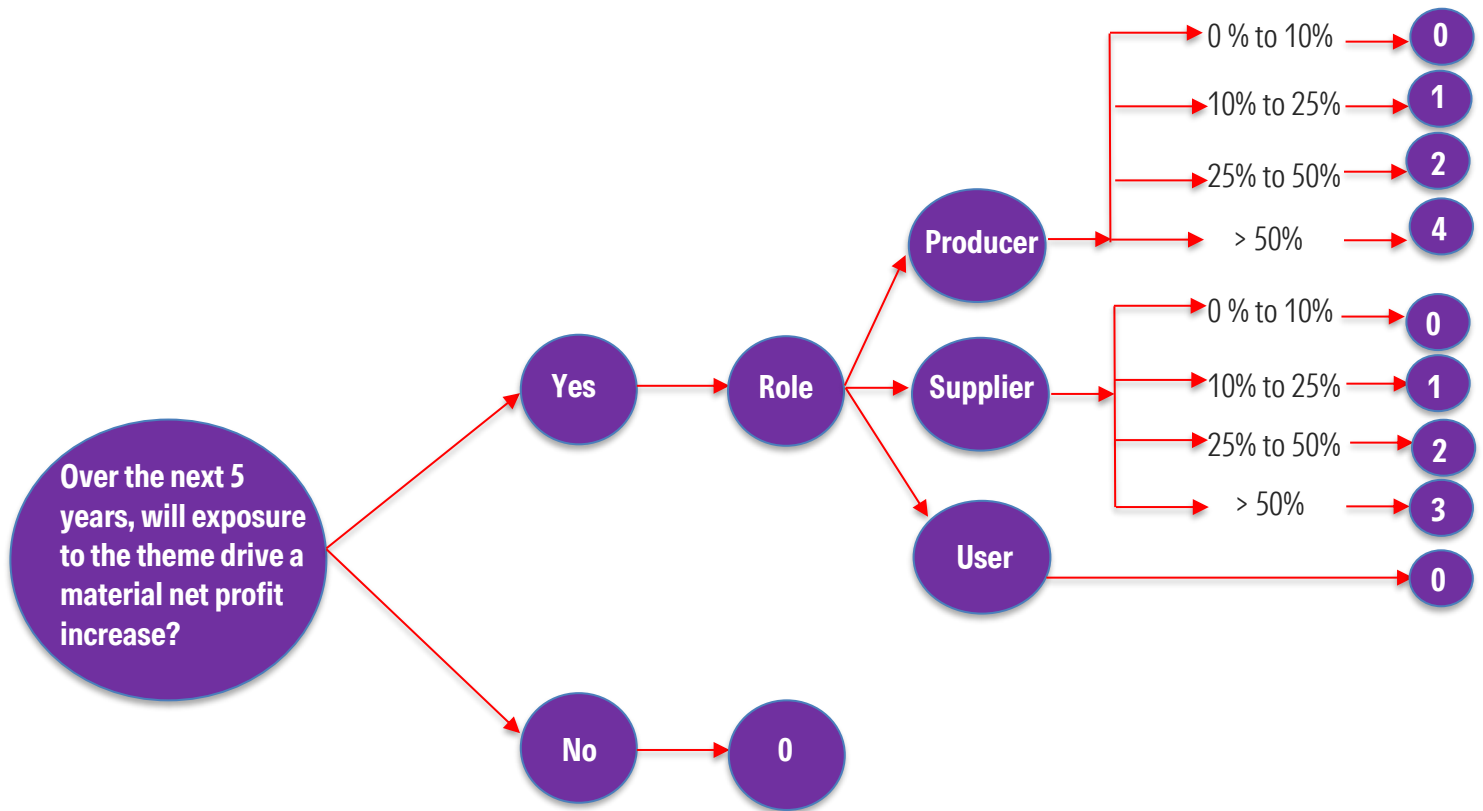 Over the next 5
years, will exposure
to the theme drive a
material net profit
increase?
Yes
No
0
Role
Producer
0 % to 10%
0
10% to 25%
1
25% to 50%
2
> 50%
4
Supplier
0 % to 10%
0
10% to 25%
1
25% to 50%
2
> 50%
3
User
0